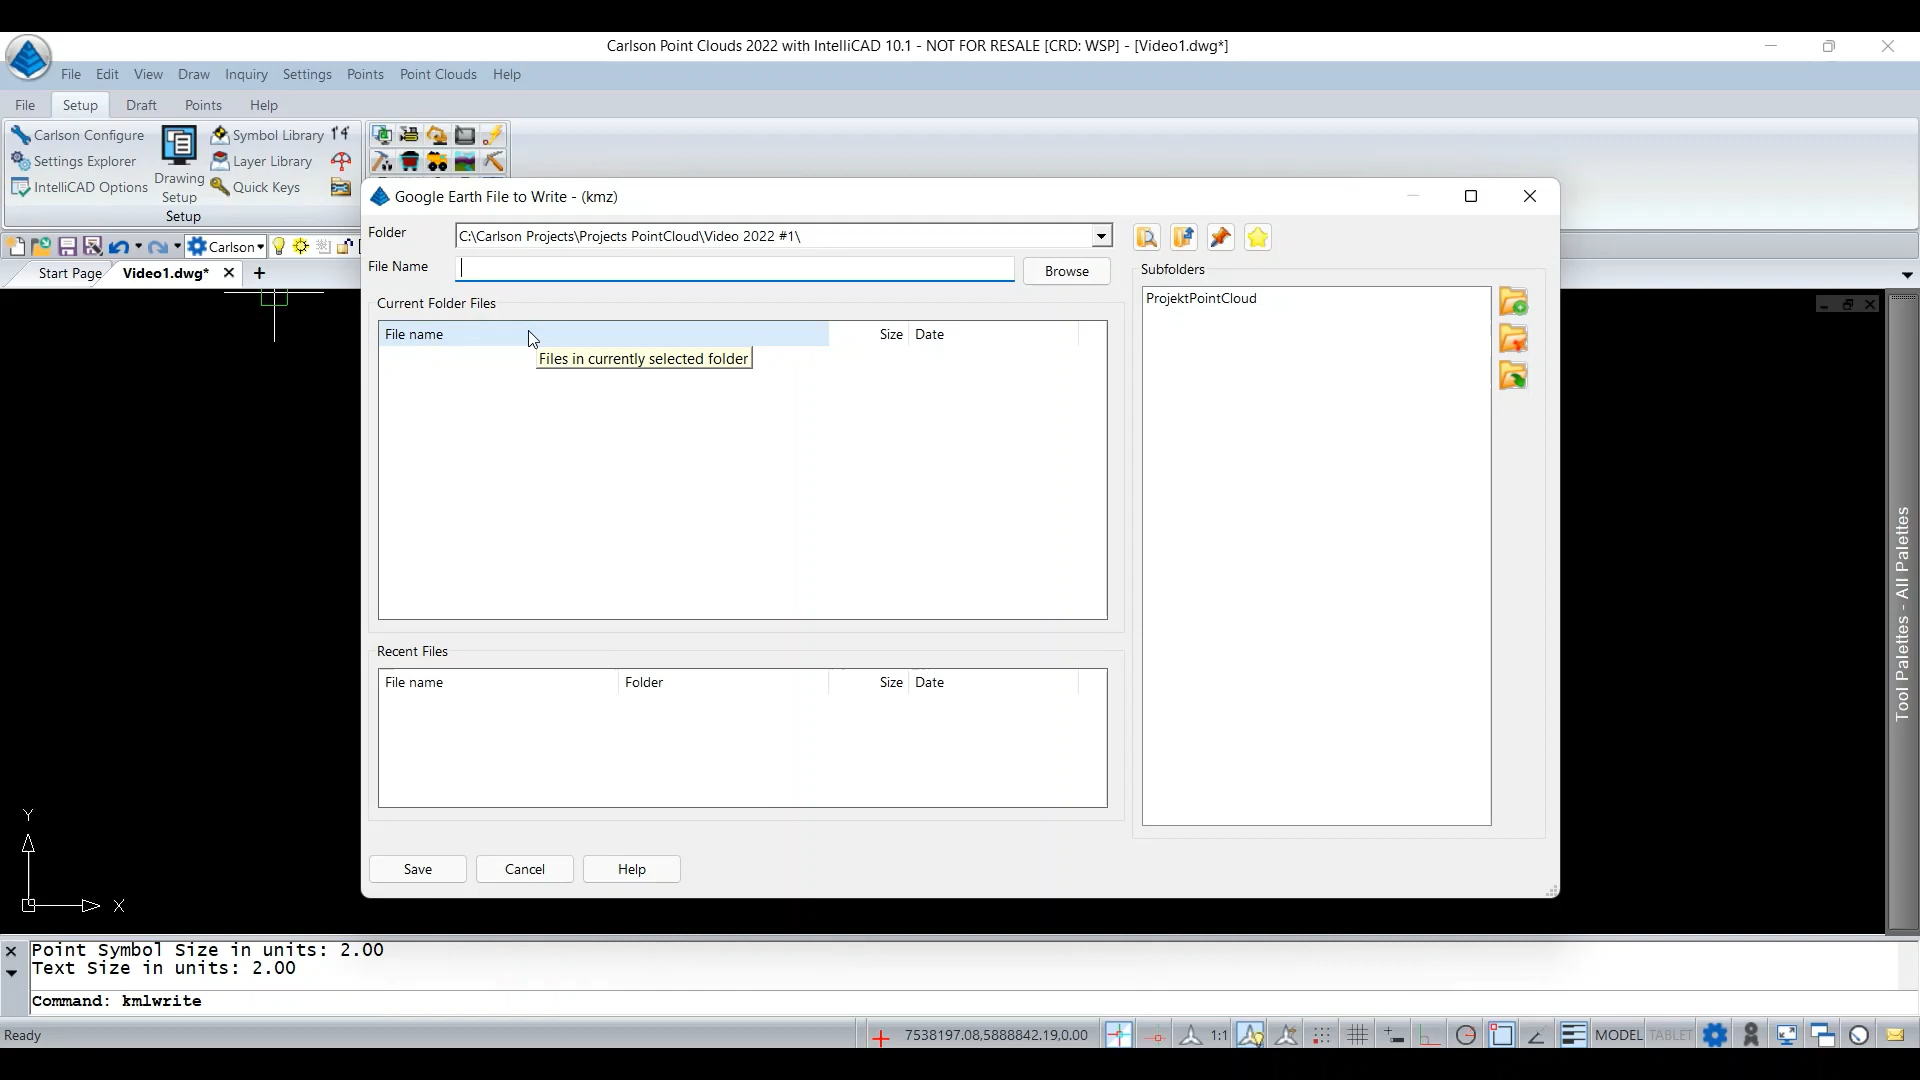 Carlson Point Clouds 2022 with IntelliCAD 10.1 - NOT FOR RESALE [CRD: WSP] - [Video1.dwg*]
File Edit View Draw Inquiry Settings Points Point Clouds Help
File Setup Draft Points Help
Carlson Configure
Settings Explorer
IntelliCAD Options
Drawing Setup
Symbol Library
Layer Library
Quick Keys
Setup
Carlson
Start Page Video1.dwg*
Google Earth File to Write - (kmz)
Folder C:\Carlson Projects\Projects PointCloud\Video 2022 #1\
File Name Browse
Current Folder Files
File name Size Date
Files in currently selected folder
Recent Files
File name Folder Size Date
Save Cancel Help
Subfolders
ProjektPointCloud
Tool Palettes - All Palettes
Y
X
Point Symbol Size in units: 2.00
Text Size in units: 2.00
Command: kmlwrite
Ready 7538197.08,5888842.19,0.00 1:1 MODEL TABLET